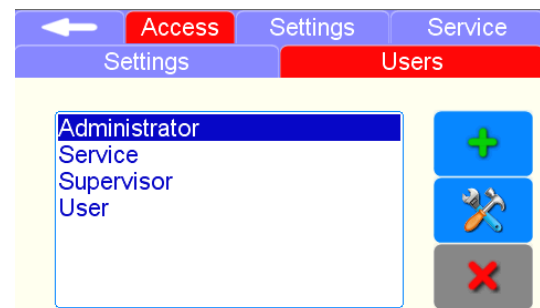 Access Settings Service
Settings Users
Administrator
Service
Supervisor
User